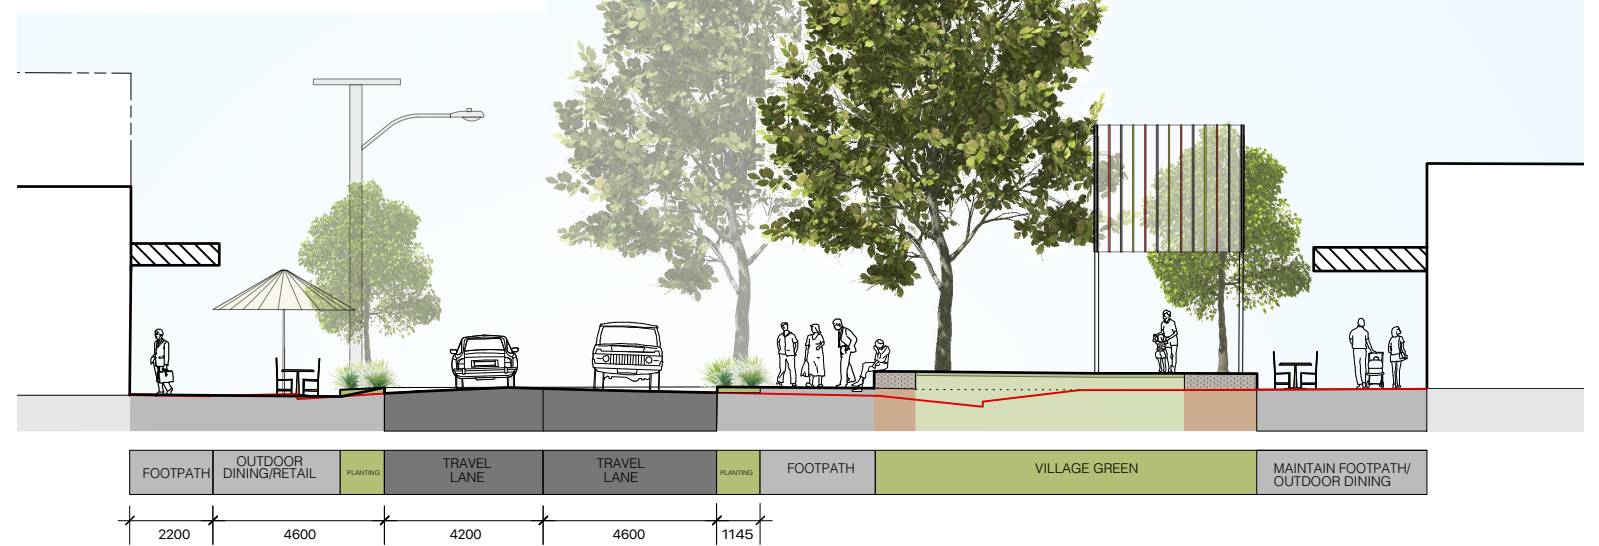 FOOTPATH
OUTDOOR
DINING/RETAIL
PLANTING
TRAVEL
LANE
TRAVEL
LANE
PLANTING
FOOTPATH
VILLAGE GREEN
MAINTAIN FOOTPATH/
OUTDOOR DINING
2200
4600
4200
4600
1145